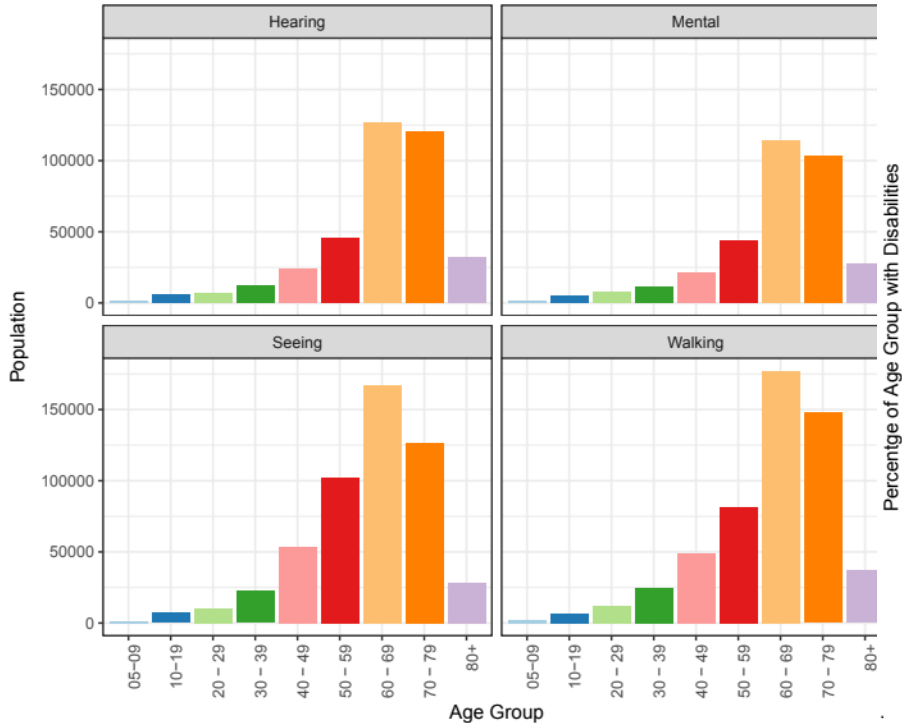 Hearing
Mental
150000
100000
50000
0
Seeing
Walking
150000
100000
50000
0
05−09
10−19
20 − 29
30 − 39
40 − 49
50 − 59
60 − 69
70 − 79
80+
05−09
10−19
20 − 29
30 − 39
40 − 49
50 − 59
60 − 69
70 − 79
80+
Age Group
Population
Percentge of Age Group with Disabilities
.